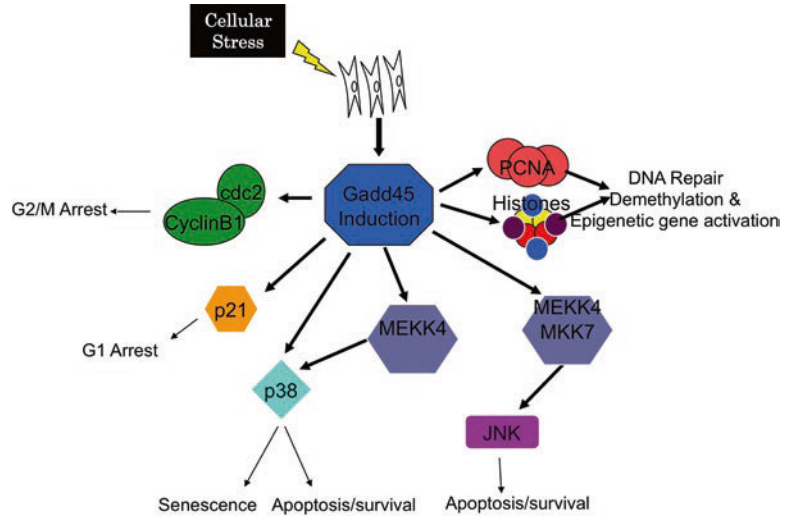 Cellular
Stress
PCNA
DNA Repair
Demethylation &
Epigenetic gene activation
Histones
Gadd45
Induction
cdc2
CyclinB1
G2/M Arrest
p21
G1 Arrest
MEKK4
MEKK4
MKK7
p38
JNK
Senescence
Apoptosis/survival
Apoptosis/survival